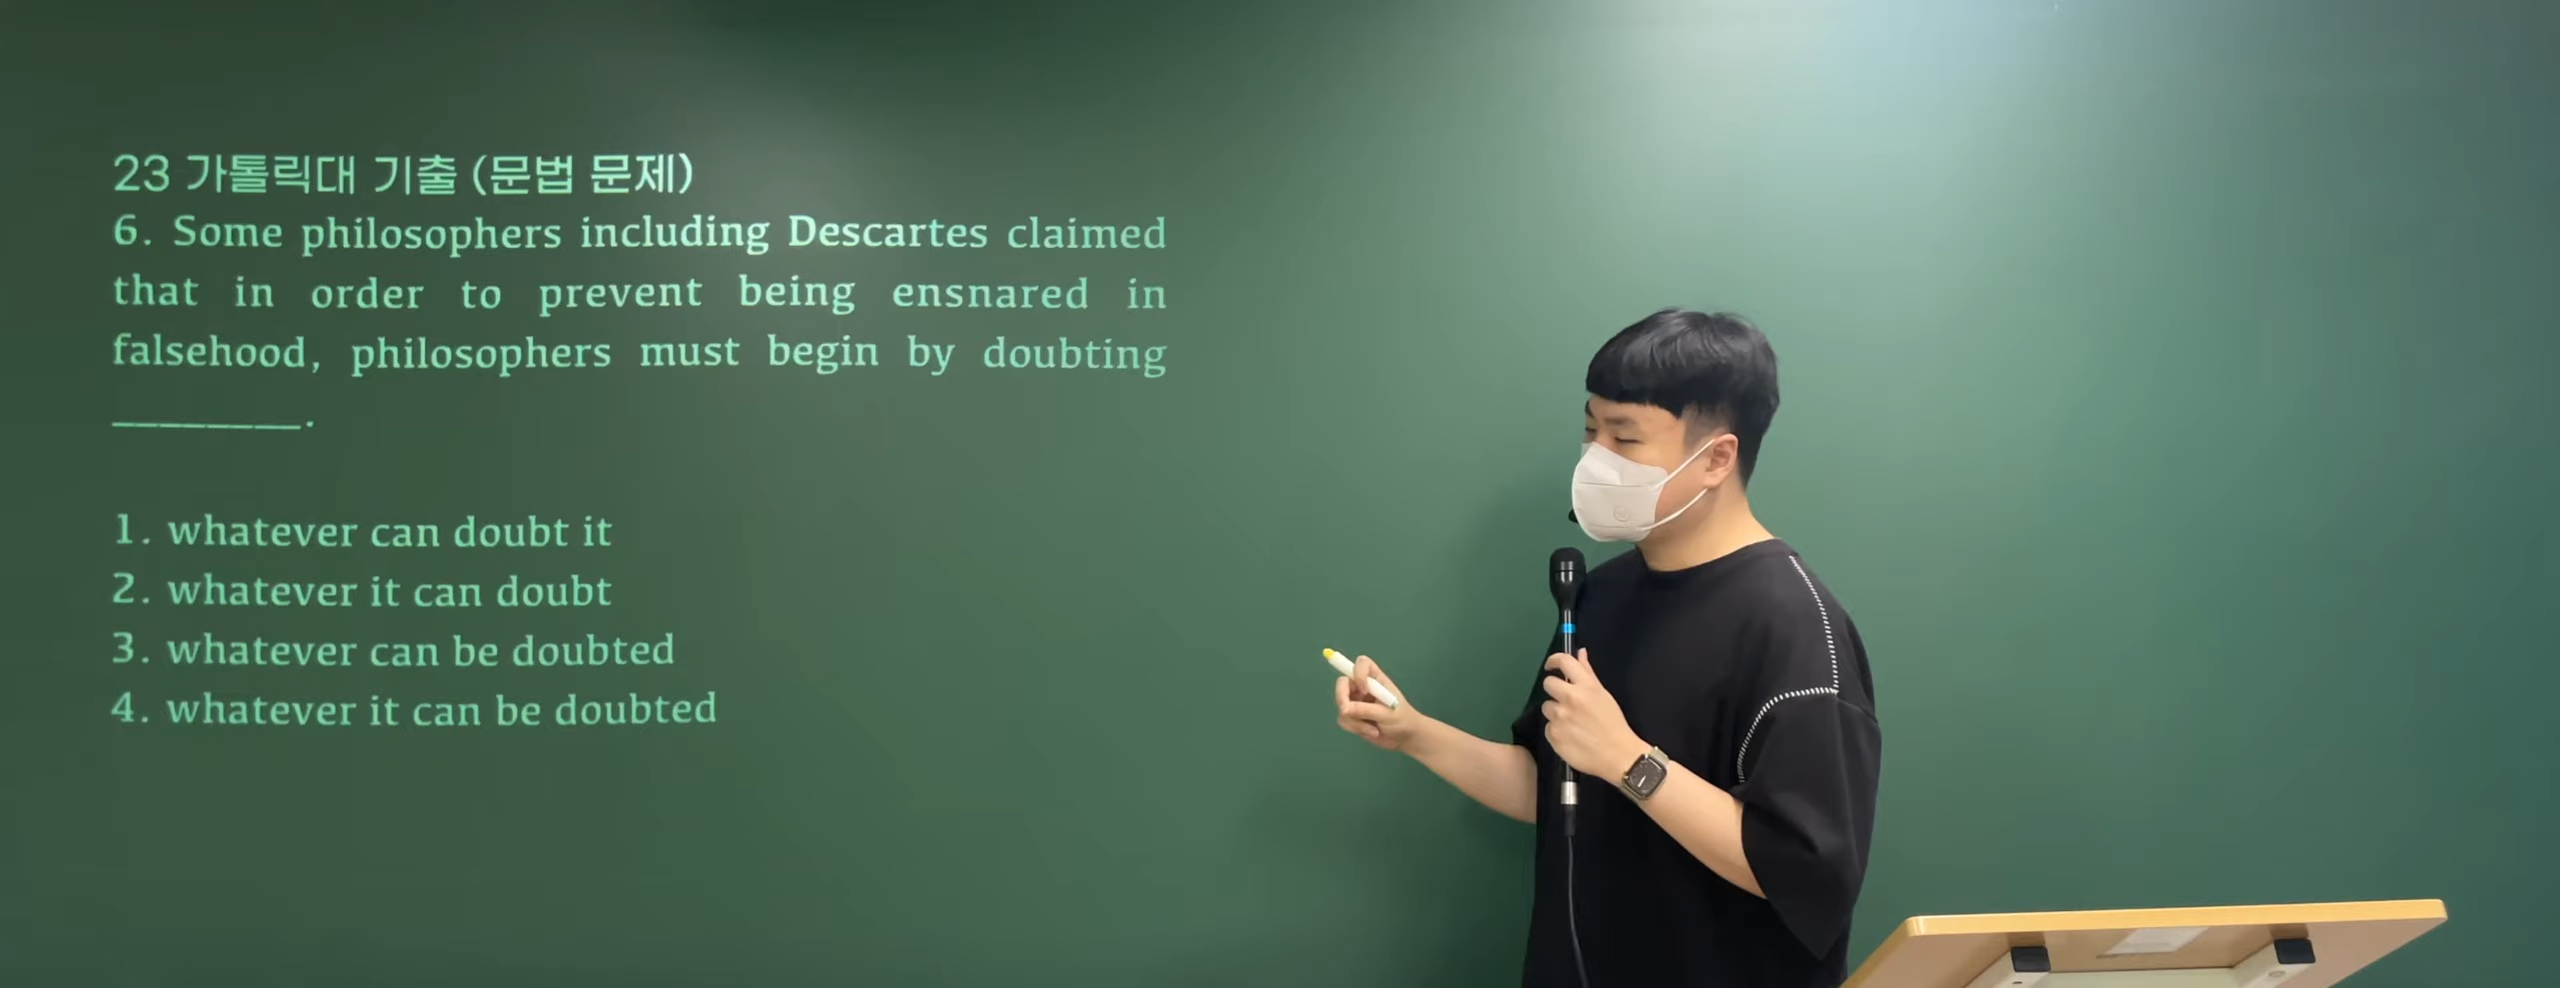 23 가톨릭대 기출 (문법 문제)
6. Some philosophers including Descartes claimed
that in order to prevent being ensnared in
falsehood, philosophers must begin by doubting
________.
1. whatever can doubt it
2. whatever it can doubt
3. whatever can be doubted
4. whatever it can be doubted